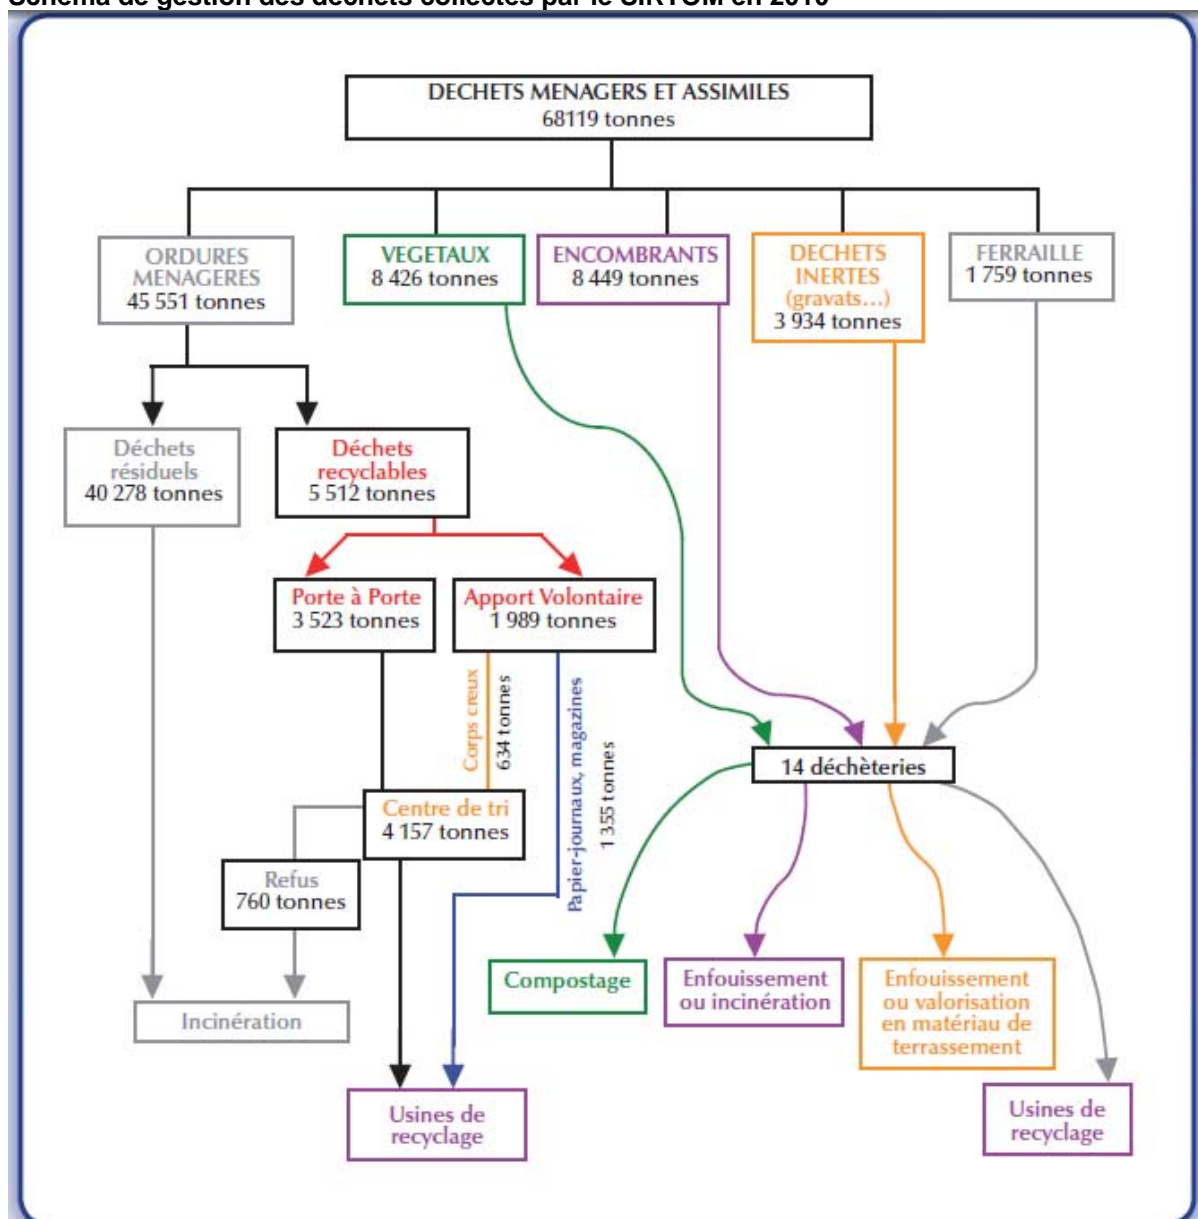 DECHETS MENAGERS ET ASSIMILES
68119 tonnes
ORDURES
MENAGERES
45 551 tonnes
VEGETAUX
8 426 tonnes
ENCOMBRANTS
8 449 tonnes
DECHETS
INERTES
(gravats...)
3 934 tonnes
FERRAILLE
1 759 tonnes
Déchets
résiduels
40 278 tonnes
Déchets
recyclables
5 512 tonnes
Porte à Porte
3 523 tonnes
Apport Volontaire
1 989 tonnes
Corps creux
634 tonnes
Papier-journaux, magazines
1 355 tonnes
14 déchèteries
Centre de tri
4 157 tonnes
Refus
760 tonnes
Incinération
Compostage
Enfouissement
ou incinération
Enfouissement
ou valorisation
en matériau de
terrassement
Usines de
recyclage
Usines de
recyclage